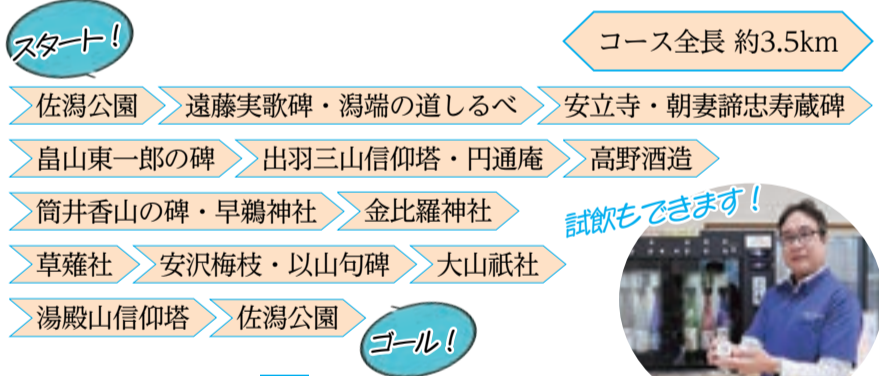 スタート！
コース全長 約3.5km
佐潟公園 遠藤実歌碑・潟端の道しるべ 安立寺・朝妻諦忠寿蔵碑
畠山東一郎の碑 出羽三山信仰塔・円通庵 高野酒造
筒井香山の碑・早鵜神社 金比羅神社
試飲もできます！
草薙社 安沢梅枝・以山句碑 大山祇社
湯殿山信仰塔 佐潟公園
ゴール！